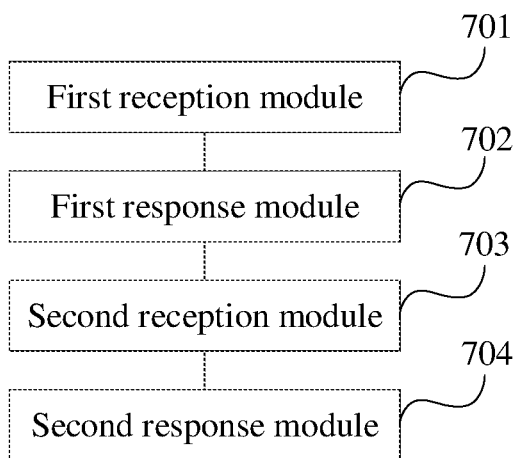 701
First reception module
702
First response module
703
Second reception module
704
Second response module